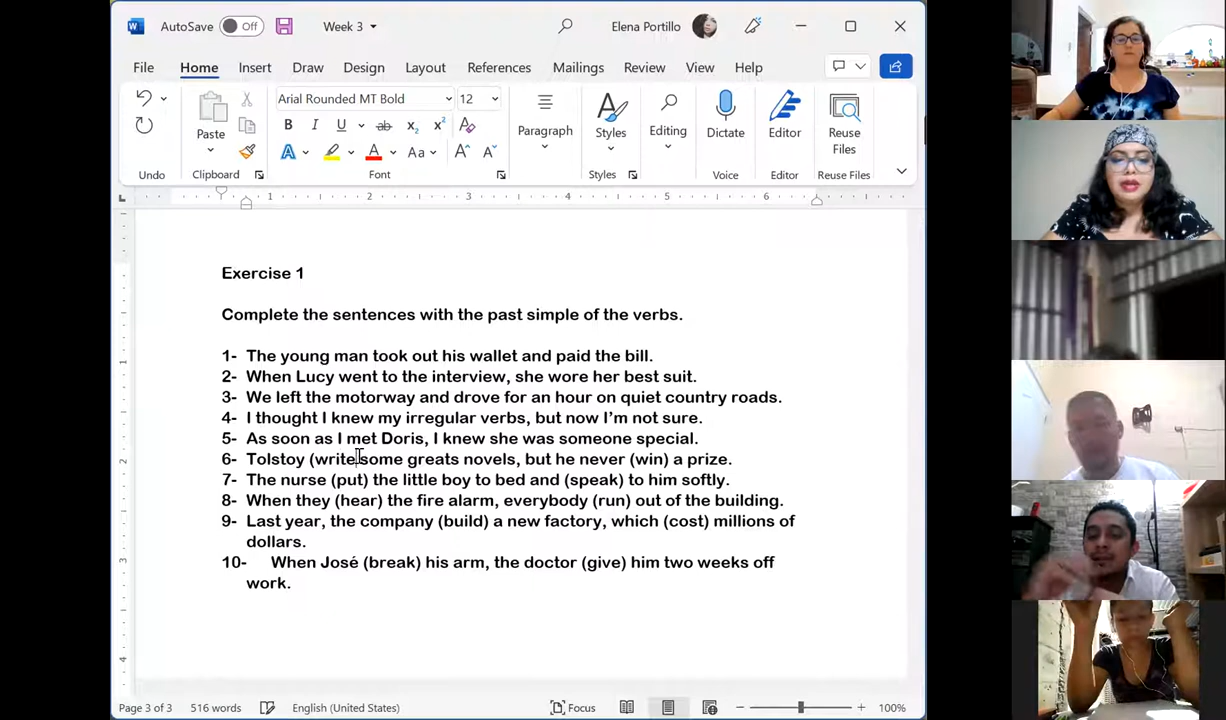 AutoSave Off Week 3 Elena Portillo
File Home Insert Draw Design Layout References Mailings Review View Help
Arial Rounded MT Bold 12
Paste Paragraph Styles Editing Dictate Editor Reuse Files
Undo Clipboard Font Styles Voice Editor Reuse Files
1 2 3 4 5 6
Exercise 1
Complete the sentences with the past simple of the verbs.
1- The young man took out his wallet and paid the bill.
2- When Lucy went to the interview, she wore her best suit.
3- We left the motorway and drove for an hour on quiet country roads.
4- I thought I knew my irregular verbs, but now I’m not sure.
5- As soon as I met Doris, I knew she was someone special.
6- Tolstoy (write some greats novels, but he never (win) a prize.
7- The nurse (put) the little boy to bed and (speak) to him softly.
8- When they (hear) the fire alarm, everybody (run) out of the building.
9- Last year, the company (build) a new factory, which (cost) millions of
dollars.
10- When José (break) his arm, the doctor (give) him two weeks off
work.
Page 3 of 3 516 words English (United States) Focus 100%